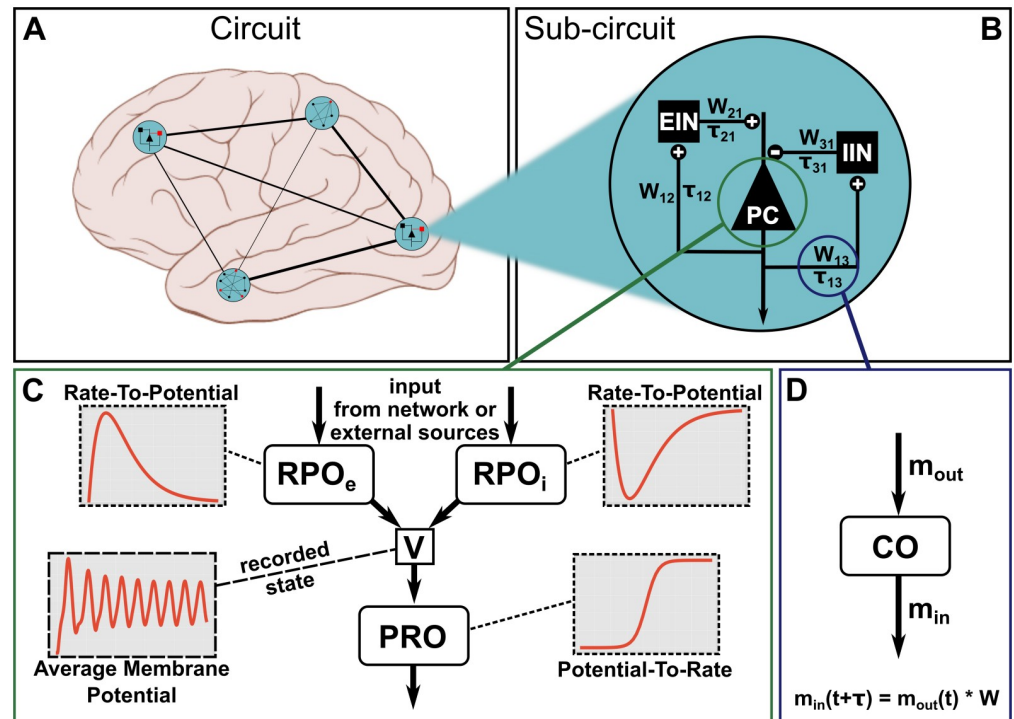 A
Circuit
Sub-circuit
B
EIN
W21
τ21
W31
τ31
IIN
W12
τ12
PC
W13
τ13
C
Rate-To-Potential
input
from network or
external sources
Rate-To-Potential
RPOe
RPOi
V
recorded
state
PRO
Average Membrane
Potential
Potential-To-Rate
D
mout
CO
min
min(t+τ) = mout(t) * W